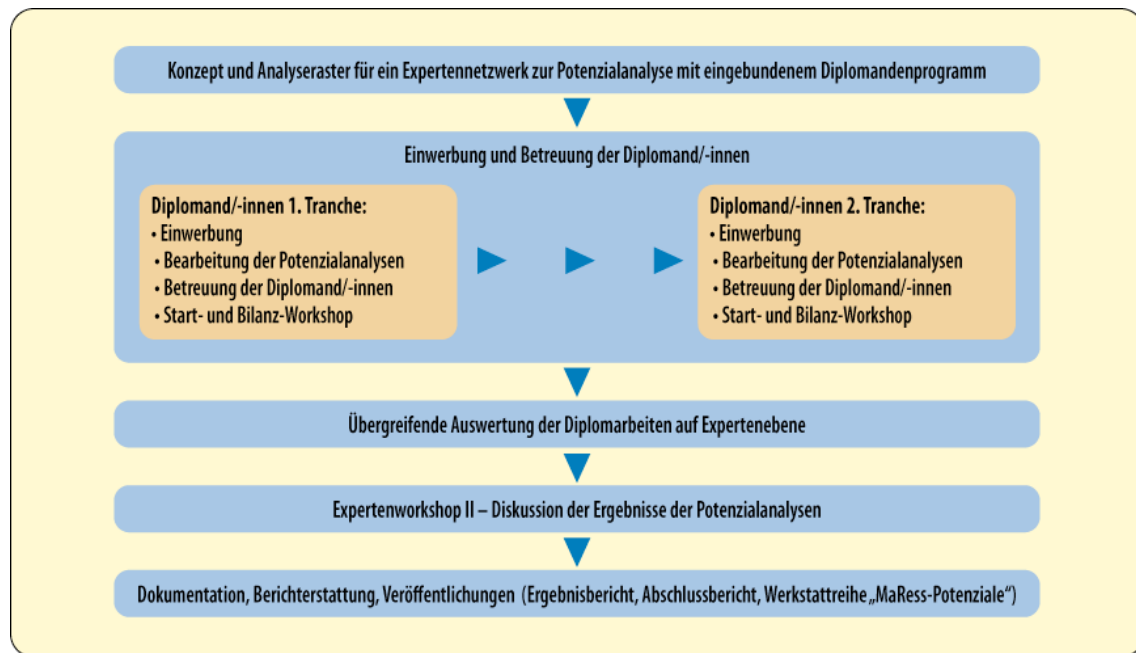 Konzept und Analyseraster für ein Expertennetzwerk zur Potenzialanalyse mit eingebundenem Diplomandenprogramm
Einwerbung und Betreuung der Diplomand/-innen
Diplomand/-innen 1. Tranche:
• Einwerbung
• Bearbeitung der Potenzialanalysen
• Betreuung der Diplomand/-innen
• Start- und Bilanz-Workshop
Diplomand/-innen 2. Tranche:
• Einwerbung
• Bearbeitung der Potenzialanalysen
• Betreuung der Diplomand/-innen
• Start- und Bilanz-Workshop
Übergreifende Auswertung der Diplomarbeiten auf Expertenebene
Expertenworkshop II – Diskussion der Ergebnisse der Potenzialanalysen
Dokumentation, Berichterstattung, Veröffentlichungen (Ergebnisbericht, Abschlussbericht, Werkstattreihe „MaRess-Potenziale“)